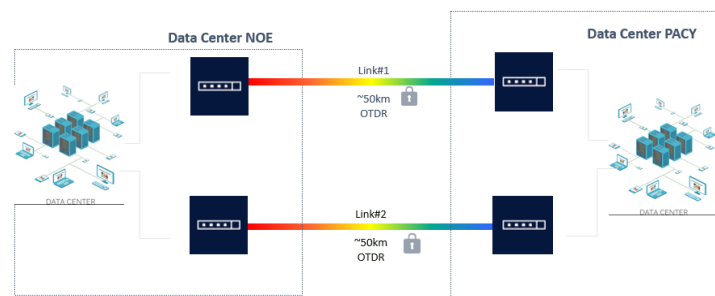 Data Center NOE
Data Center PACY
Link#1
~50km
OTDR
DATA CENTER
DATA CENTER
Link#2
~50km
OTDR